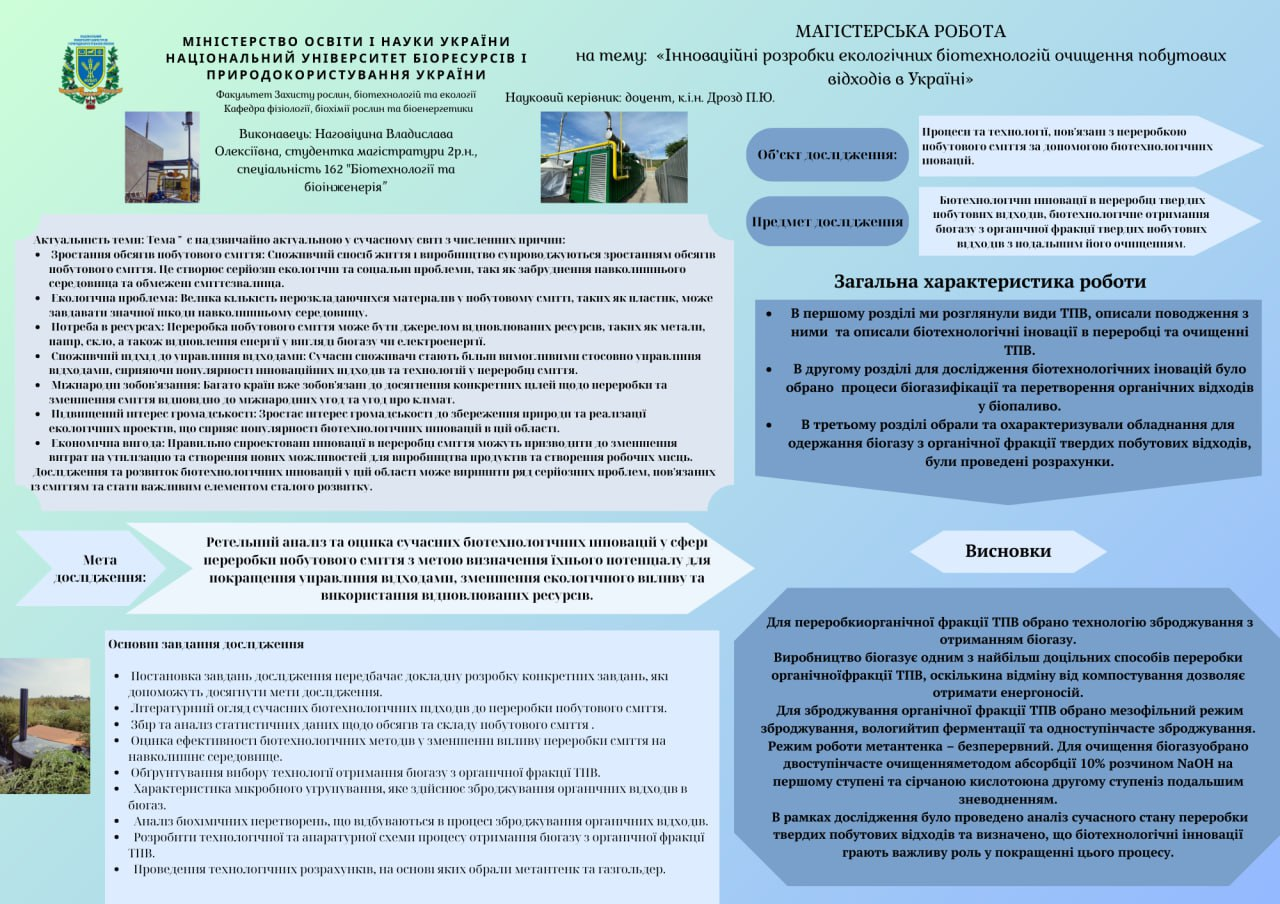 МІНІСТЕРСТВО ОСВІТИ І НАУКИ УКРАЇНИ
НАЦІОНАЛЬНИЙ УНІВЕРСИТЕТ БІОРЕСУРСІВ І
ПРИРОДОКОРИСТУВАННЯ УКРАЇНИ
Факультет Захисту рослин, біотехнологій та екології
Кафедра фізіології, біохімії рослин та біоенергетики
Виконавець: Наговіцина Владислава
Олексіївна, студентка магістратури 2р.н.,
спеціальність 162 "Біотехнології та
біоінженерія"
МАГІСТЕРСЬКА РОБОТА
на тему: «Інноваційні розробки екологічних біотехнологій очищення побутових
відходів в Україні»
Науковий керівник: доцент, к.і.н. Дрозд П.Ю.
Об'єкт дослідження:
Процеси та технології, пов'язані з переробкою
побутового сміття за допомогою біотехнологічних
іновацій.
Предмет дослідження
Біотехнологічні інновації в переробці твердих
побутових відходів, біотехнологічне отримання
біогазу з органічної фракції твердих побутових
відходів з подальшим його очищенням.
Актуальність теми: Тема " є надзвичайно актуальною у сучасному світі з численних причин:
• Зростання обсягів побутового сміття: Споживчий спосіб життя і виробництво супроводжуються зростанням обсягів
побутового сміття. Це створює серйозні екологічні та соціальні проблеми, такі як забруднення навколишнього
середовища та обмежені сміттєзвалища.
• Екологічна проблема: Велика кількість нерозкладаючихся матеріалів у побутовому смітті, таких як пластик, може
завдавати значної шкоди навколишньому середовищу.
• Потреба в ресурсах: Переробка побутового сміття може бути джерелом відновлюваних ресурсів, таких як метали,
папір, скло, а також відновлення енергії у вигляді біогазу чи електроенергії.
• Споживчий підхід до управління відходами: Сучасні споживачі стають більш вимогливими стосовно управління
відходами, сприяючи популярності інноваційних підходів та технологій у переробці сміття.
• Міжнародні зобов'язання: Багато країн вже зобов'язані до досягнення конкретних цілей щодо переробки та
зменшення сміття відповідно до міжнародних угод та угод про клімат.
• Підвищений інтерес громадськості: Зростає інтерес громадськості до збереження природи та реалізації
екологічних проектів, що сприяє популярності біотехнологічних інновацій в цій області.
• Економічна вигода: Правильно спроектовані інновації в переробці сміття можуть призводити до зменшення
витрат на утилізацію та створення нових можливостей для виробництва продуктів та створення робочих місць.
Дослідження та розвиток біотехнологічних інновацій у цій області може вирішити ряд серйозних проблем, пов'язаних
із сміттям та стати важливим елементом сталого розвитку.
Загальна характеристика роботи
• В першому розділі ми розглянули види ТПВ, описали поводження з
ними та описали біотехнологічні іновації в переробці та очищенні
ТПВ.
• В другому розділі для дослідження біотехнологічних іновацій було
обрано процеси біогазифікації та перетворення органічних відходів
у біопаливо.
• В третьому розділі обрали та охарактеризували обладнання для
одержання біогазу з органічної фракції твердих побутових відходів,
були проведені розрахунки.
Мета
дослідження:
Ретельний аналіз та оцінка сучасних біотехнологічних інновацій у сфері
переробки побутового сміття з метою визначення їхнього потенціалу для
покращення управління відходами, зменшення екологічного впливу та
використання відновлюваних ресурсів.
Основні завдання дослідження
• Постановка завдань дослідження передбачає докладну розробку конкретних завдань, які
допоможуть досягнути мети дослідження.
• Літературний огляд сучасних біотехнологічних підходів до переробки побутового сміття.
• Збір та аналіз статистичних даних щодо обсягів та складу побутового сміття .
• Оцінка ефективності біотехнологічних методів у зменшенні впливу переробки сміття на
навколишнє середовище.
• Обґрунтування вибору технології отримання біогазу з органічної фракції ТПВ.
• Характеристика мікробного угрупування, яке здійснює зброджування органічних відходів в
біогаз.
• Аналіз біохімічних перетворень, що відбуваються в процесі зброджування органічних відходів.
• Розробити технологічної та апаратурної схеми процесу отримання біогазу з органічної фракції
ТПВ.
• Проведення технологічних розрахунків, на основі яких обрали метантенк та газгольдер.
Висновки
Для переробкиорганічної фракції ТПВ обрано технологію зброджування з
отриманням біогазу.
Виробництво біогазує одним з найбільш доцільних способів переробки
органічноїфракції ТПВ, оскількина відміну від компостування дозволяє
отримати енергоносій.
Для зброджування органічної фракції ТПВ обрано мезофільний режим
зброджування, вологийтип ферментації та одноступінчасте зброджування.
Режим роботи метантенка – безперервний. Для очищення біогазуобрано
двоступінчасте очищенняметодом абсорбції 10% розчином NaOH на
першому ступені та сірчаною кислотоюна другому ступеніз подальшим
зневодненням.
В рамках дослідження було проведено аналіз сучасного стану переробки
твердих побутових відходів та визначено, що біотехнологічні інновації
грають важливу роль у покращенні цього процесу.